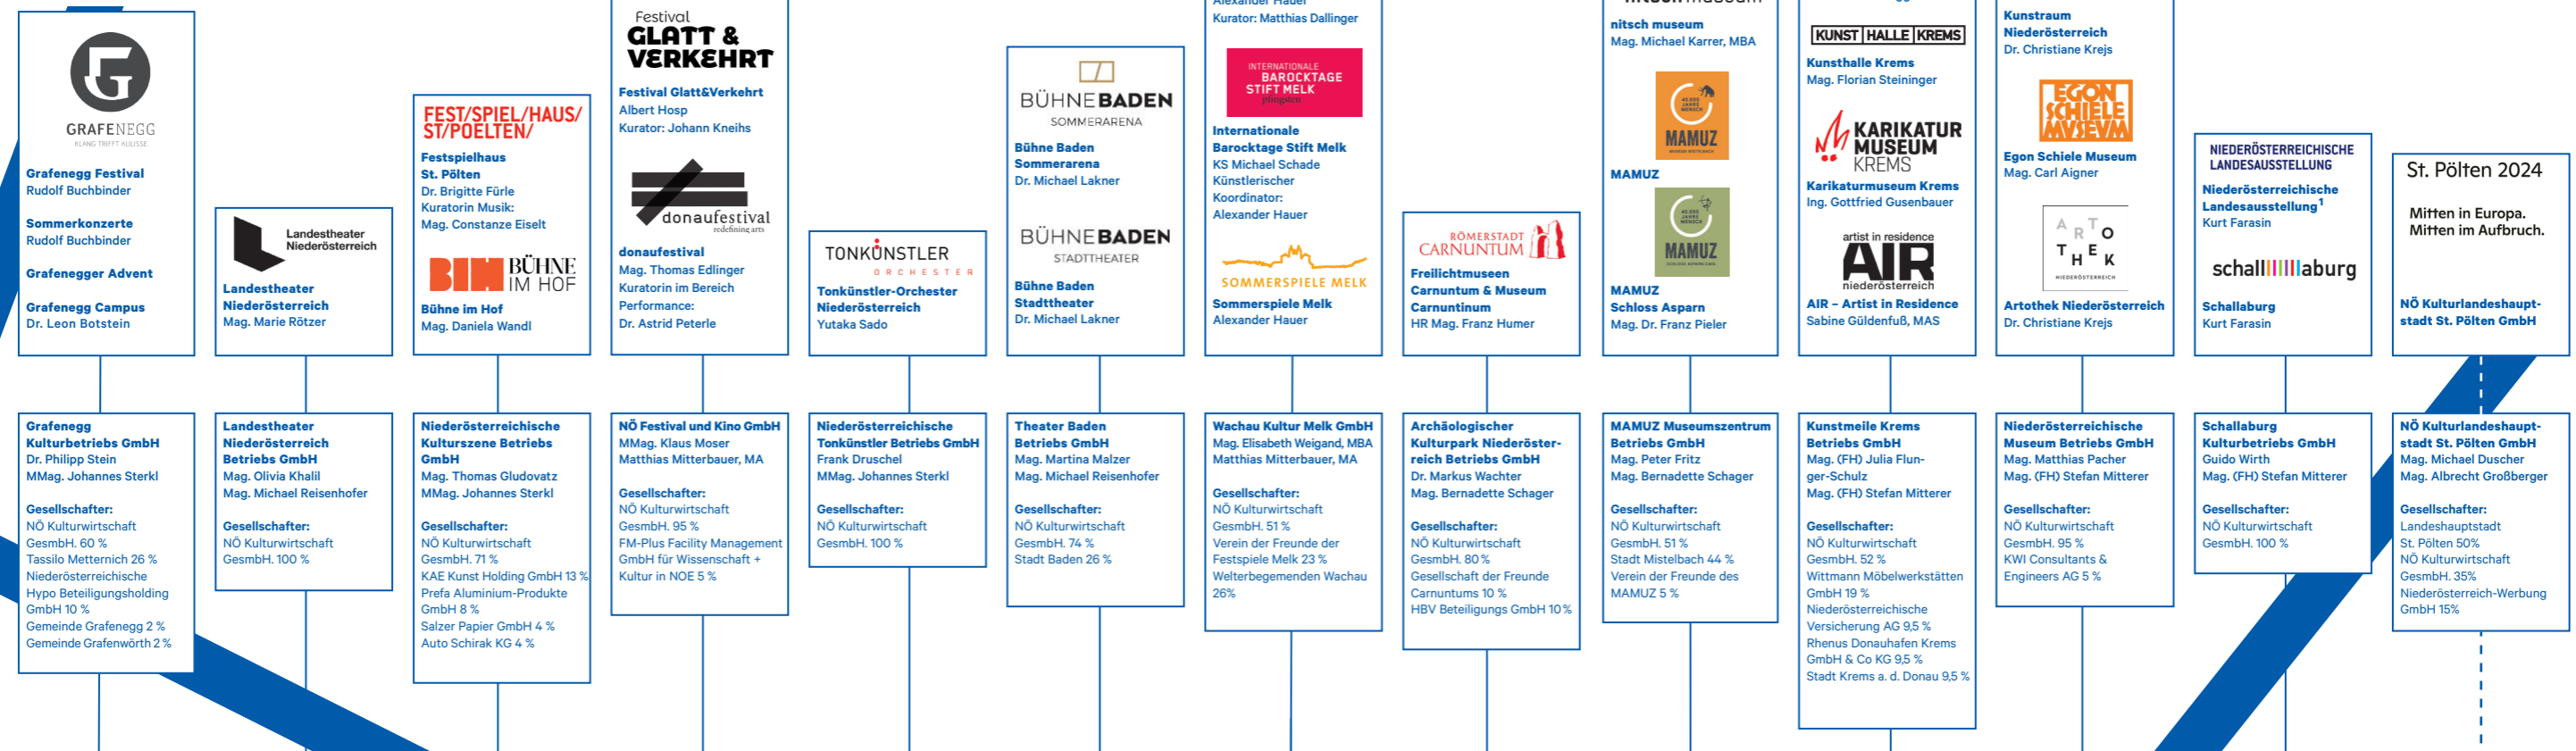 GRAFENEGG
KLANG TRIFFT KULISSE.
Grafenegg Festival
Rudolf Buchbinder
Sommerkonzerte
Rudolf Buchbinder
Grafenegger Advent
Grafenegg Campus
Dr. Leon Botstein
Landestheater
Niederösterreich
Landestheater
Niederösterreich
Mag. Marie Rötzer
FEST/SPIEL/HAUS/
ST/POELTEN/
Festspielhaus
St. Pölten
Dr. Brigitte Fürle
Kuratorin Musik:
Mag. Constanze Eiselt
BIH BÜHNE
IM HOF
Bühne im Hof
Mag. Daniela Wandl
Festival
GLATT &
VERKEHRT
Festival Glatt&Verkehrt
Albert Hosp
Kurator: Johann Kneihs
donaufestival
redefining arts
donaufestival
Mag. Thomas Edlinger
Kuratorin im Bereich
Performance:
Dr. Astrid Peterle
TONKÜNSTLER
ORCHESTER
Tonkünstler-Orchester
Niederösterreich
Yutaka Sado
BÜHNEBADEN
SOMMERARENA
Bühne Baden
Sommerarena
Dr. Michael Lakner
BÜHNEBADEN
STADTTHEATER
Bühne Baden
Stadttheater
Dr. Michael Lakner
Alexander Hauer
Kurator: Matthias Dallinger
INTERNATIONALE
BAROCKTAGE
STIFT MELK
pfingsten
Internationale
Barocktage Stift Melk
KS Michael Schade
Künstlerischer
Koordinator:
Alexander Hauer
SOMMERSPIELE MELK
Sommerspiele Melk
Alexander Hauer
RÖMERSTADT
CARNUNTUM
Freilichtmuseen
Carnuntum & Museum
Carnuntinum
HR Mag. Franz Humer
nitsch museum
Mag. Michael Karrer, MBA
40.000
JAHRE
MENSCH
MAMUZ
MUSEUM MISTELBACH
MAMUZ
40.000
JAHRE
MENSCH
MAMUZ
SCHLOSS ASPARN/ZAYA
MAMUZ
Schloss Asparn
Mag. Dr. Franz Pieler
KUNST HALLE KREMS
Kunsthalle Krems
Mag. Florian Steininger
KARIKATUR
MUSEUM
KREMS
Karikaturmuseum Krems
Ing. Gottfried Gusenbauer
artist in residence
AIR
niederösterreich
AIR – Artist in Residence
Sabine Güldenfuß, MAS
Kunstraum
Niederösterreich
Dr. Christiane Krejs
EGON
SCHIELE
MVSEVM
Egon Schiele Museum
Mag. Carl Aigner
ARTO
THEK
NIEDERÖSTERREICH
Artothek Niederösterreich
Dr. Christiane Krejs
NIEDERÖSTERREICHISCHE
LANDESAUSSTELLUNG
Niederösterreichische
Landesausstellung¹
Kurt Farasin
schallaburg
Schallaburg
Kurt Farasin
St. Pölten 2024
Mitten in Europa.
Mitten im Aufbruch.
NÖ Kulturlandeshaupt-
stadt St. Pölten GmbH
Grafenegg
Kulturbetriebs GmbH
Dr. Philipp Stein
MMag. Johannes Sterkl
Gesellschafter:
NÖ Kulturwirtschaft
GesmbH. 60 %
Tassilo Metternich 26 %
Niederösterreichische
Hypo Beteiligungsholding
GmbH 10 %
Gemeinde Grafenegg 2 %
Gemeinde Grafenwörth 2 %
Landestheater
Niederösterreich
Betriebs GmbH
Mag. Olivia Khalil
Mag. Michael Reisenhofer
Gesellschafter:
NÖ Kulturwirtschaft
GesmbH. 100 %
Niederösterreichische
Kulturszene Betriebs
GmbH
Mag. Thomas Gludovatz
MMag. Johannes Sterkl
Gesellschafter:
NÖ Kulturwirtschaft
GesmbH. 71 %
KAE Kunst Holding GmbH 13 %
Prefa Aluminium-Produkte
GmbH 8 %
Salzer Papier GmbH 4 %
Auto Schirak KG 4 %
NÖ Festival und Kino GmbH
MMag. Klaus Moser
Matthias Mitterbauer, MA
Gesellschafter:
NÖ Kulturwirtschaft
GesmbH. 95 %
FM-Plus Facility Management
GmbH für Wissenschaft +
Kultur in NOE 5 %
Niederösterreichische
Tonkünstler Betriebs GmbH
Frank Druschel
MMag. Johannes Sterkl
Gesellschafter:
NÖ Kulturwirtschaft
GesmbH. 100 %
Theater Baden
Betriebs GmbH
Mag. Martina Malzer
Mag. Michael Reisenhofer
Gesellschafter:
NÖ Kulturwirtschaft
GesmbH. 74 %
Stadt Baden 26 %
Wachau Kultur Melk GmbH
Mag. Elisabeth Weigand, MBA
Matthias Mitterbauer, MA
Gesellschafter:
NÖ Kulturwirtschaft
GesmbH. 51 %
Verein der Freunde der
Festspiele Melk 23 %
Welterbegemenden Wachau
26%
Archäologischer
Kulturpark Niederöster-
reich Betriebs GmbH
Dr. Markus Wachter
Mag. Bernadette Schager
Gesellschafter:
NÖ Kulturwirtschaft
GesmbH. 80 %
Gesellschaft der Freunde
Carnuntums 10 %
HBV Beteiligungs GmbH 10 %
MAMUZ Museumszentrum
Betriebs GmbH
Mag. Peter Fritz
Mag. Bernadette Schager
Gesellschafter:
NÖ Kulturwirtschaft
GesmbH. 51 %
Stadt Mistelbach 44 %
Verein der Freunde des
MAMUZ 5 %
Kunstmeile Krems
Betriebs GmbH
Mag. (FH) Julia Flun-
ger-Schulz
Mag. (FH) Stefan Mitterer
Gesellschafter:
NÖ Kulturwirtschaft
GesmbH. 52 %
Wittmann Möbelwerkstätten
GmbH 19 %
Niederösterreichische
Versicherung AG 9,5 %
Rhenus Donauhafen Krems
GmbH & Co KG 9,5 %
Stadt Krems a. d. Donau 9,5 %
Niederösterreichische
Museum Betriebs GmbH
Mag. Matthias Pacher
Mag. (FH) Stefan Mitterer
Gesellschafter:
NÖ Kulturwirtschaft
GesmbH. 95 %
KWI Consultants &
Engineers AG 5 %
Schallaburg
Kulturbetriebs GmbH
Guido Wirth
Mag. (FH) Stefan Mitterer
Gesellschafter:
NÖ Kulturwirtschaft
GesmbH. 100 %
NÖ Kulturlandeshaupt-
stadt St. Pölten GmbH
Mag. Michael Duscher
Mag. Albrecht Großberger
Gesellschafter:
Landeshauptstadt
St. Pölten 50%
NÖ Kulturwirtschaft
GesmbH. 35%
Niederösterreich-Werbung
GmbH 15%